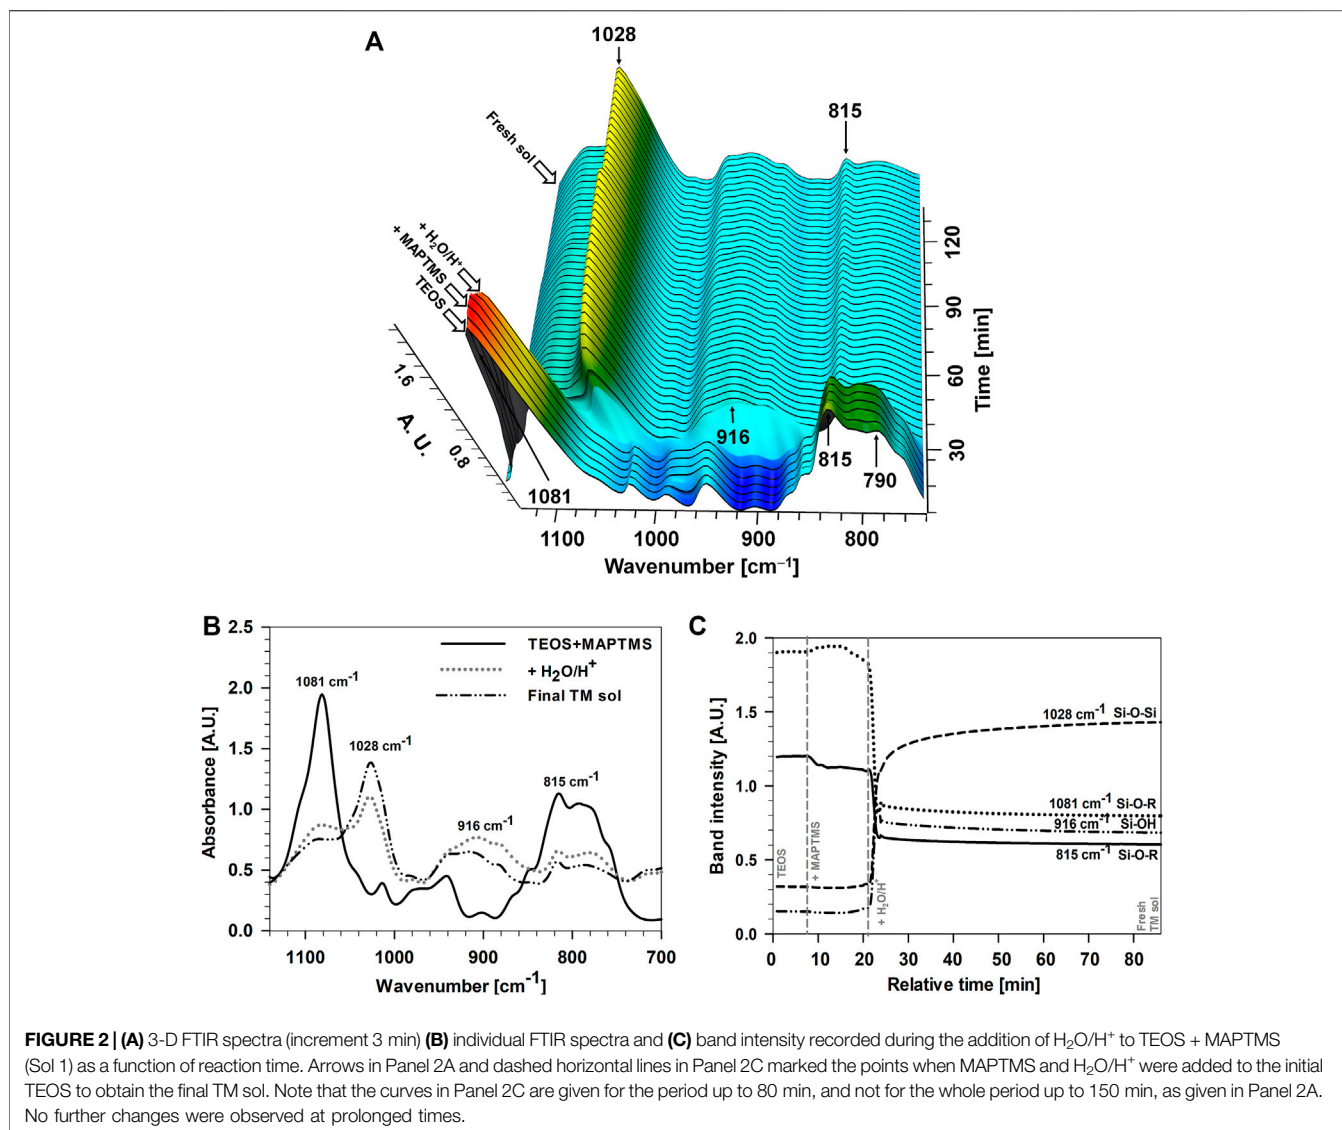 A
1028
815
Fresh sol
+ H₂O/H⁺
+ MAPTMS
TEOS
1.6
0.8
A. U.
1081
916
815
790
120
90
60
30
Time [min]
1100 1000 900 800
Wavenumber [cm⁻¹]
B
2.5
2.0
1.5
1.0
0.5
0.0
Absorbance [A.U.]
TEOS+MAPTMS
+ H₂O/H⁺
Final TM sol
1081 cm⁻¹
1028 cm⁻¹
916 cm⁻¹
815 cm⁻¹
1100 1000 900 800 700
Wavenumber [cm⁻¹]
C
2.0
1.5
1.0
0.5
0.0
Band intensity [A.U.]
1028 cm⁻¹ Si-O-Si
1081 cm⁻¹ Si-O-R
916 cm⁻¹ Si-OH
815 cm⁻¹ Si-O-R
TEOS
+ MAPTMS
+ H₂O/H⁺
Fresh
TM sol
0 10 20 30 40 50 60 70 80
Relative time [min]
FIGURE 2 | (A) 3-D FTIR spectra (increment 3 min) (B) individual FTIR spectra and (C) band intensity recorded during the addition of H₂O/H⁺ to TEOS + MAPTMS
(Sol 1) as a function of reaction time. Arrows in Panel 2A and dashed horizontal lines in Panel 2C marked the points when MAPTMS and H₂O/H⁺ were added to the initial
TEOS to obtain the final TM sol. Note that the curves in Panel 2C are given for the period up to 80 min, and not for the whole period up to 150 min, as given in Panel 2A.
No further changes were observed at prolonged times.